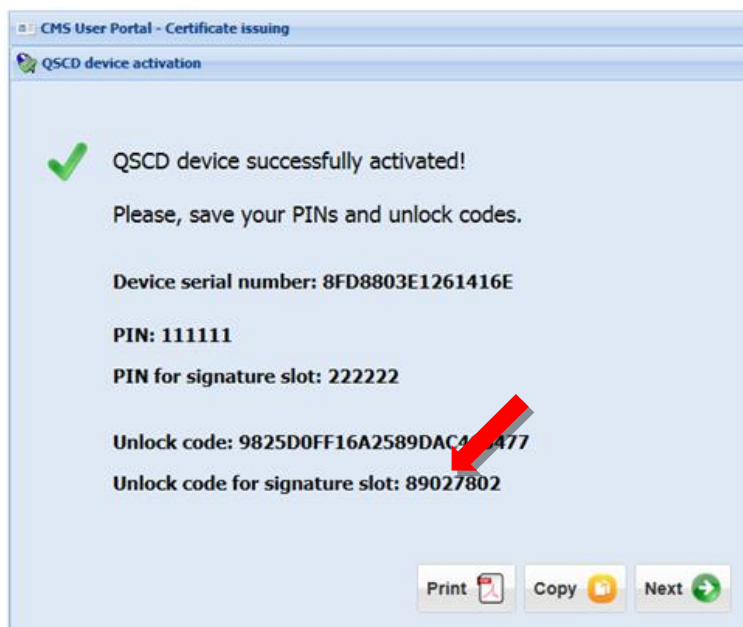 CMS User Portal - Certificate issuing
QSCD device activation
QSCD device successfully activated!
Please, save your PINs and unlock codes.
Device serial number: 8FD8803E1261416E
PIN: 111111
PIN for signature slot: 222222
Unlock code:
Unlock code for signature slot: 89027802
Print Copy Next